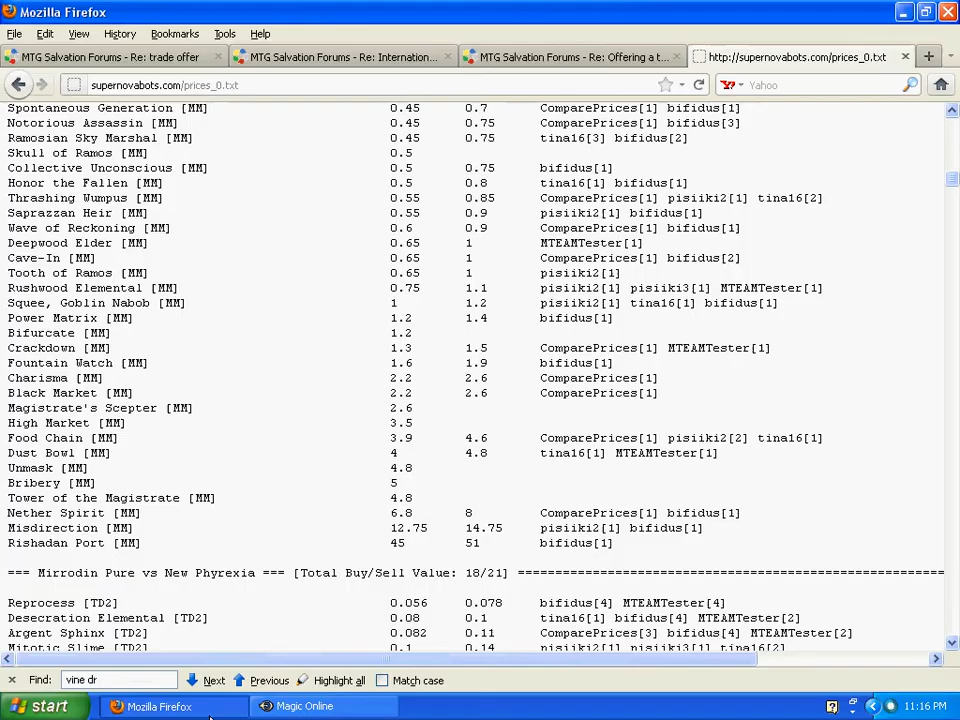 Mozilla Firefox
File Edit View History Bookmarks Tools Help
MTG Salvation Forums - Re: trade offer MTG Salvation Forums - Re: Internation... MTG Salvation Forums - Re: Offering a t... http://supernovabots.com/prices_0.txt
supernovabots.com/prices_0.txt Yahoo
Spontaneous Generation [MM] 0.45 0.7 ComparePrices[1] bifidus[1]
Notorious Assassin [MM] 0.45 0.75 ComparePrices[1] bifidus[3]
Ramosian Sky Marshal [MM] 0.45 0.75 tina16[3] bifidus[2]
Skull of Ramos [MM] 0.5
Collective Unconscious [MM] 0.5 0.75 bifidus[1]
Honor the Fallen [MM] 0.5 0.8 tina16[1] bifidus[1]
Thrashing Wumpus [MM] 0.55 0.85 ComparePrices[1] pisiiki2[1] tina16[2]
Saprazzan Heir [MM] 0.55 0.9 pisiiki2[1] bifidus[1]
Wave of Reckoning [MM] 0.6 0.9 ComparePrices[1] bifidus[1]
Deepwood Elder [MM] 0.65 1 MTEAMTester[1]
Cave-In [MM] 0.65 1 ComparePrices[1] bifidus[2]
Tooth of Ramos [MM] 0.65 1 pisiiki2[1]
Rushwood Elemental [MM] 0.75 1.1 pisiiki2[1] pisiiki3[1] MTEAMTester[1]
Squee, Goblin Nabob [MM] 1 1.2 pisiiki2[1] tina16[1] bifidus[1]
Power Matrix [MM] 1.2 1.4 bifidus[1]
Bifurcate [MM] 1.2
Crackdown [MM] 1.3 1.5 ComparePrices[1] MTEAMTester[1]
Fountain Watch [MM] 1.6 1.9 bifidus[1]
Charisma [MM] 2.2 2.6 ComparePrices[1]
Black Market [MM] 2.2 2.6 ComparePrices[1]
Magistrate's Scepter [MM] 2.6
High Market [MM] 3.5
Food Chain [MM] 3.9 4.6 ComparePrices[1] pisiiki2[2] tina16[1]
Dust Bowl [MM] 4 4.8 tina16[1] MTEAMTester[1]
Unmask [MM] 4.8
Bribery [MM] 5
Tower of the Magistrate [MM] 4.8
Nether Spirit [MM] 6.8 8 ComparePrices[1] bifidus[1]
Misdirection [MM] 12.75 14.75 pisiiki2[1] bifidus[1]
Rishadan Port [MM] 45 51 bifidus[1]
=== Mirrodin Pure vs New Phyrexia === [Total Buy/Sell Value: 18/21] =========================================================
Reprocess [TD2] 0.056 0.078 bifidus[4] MTEAMTester[4]
Desecration Elemental [TD2] 0.08 0.1 tina16[1] bifidus[4] MTEAMTester[2]
Argent Sphinx [TD2] 0.082 0.11 ComparePrices[3] bifidus[4] MTEAMTester[2]
Mitotic Slime [TD2] 0.1 0.14 pisiiki2[1] pisiiki3[1] tina16[2]
Find: vine dr Next Previous Highlight all Match case
start Mozilla Firefox Magic Online 11:16 PM